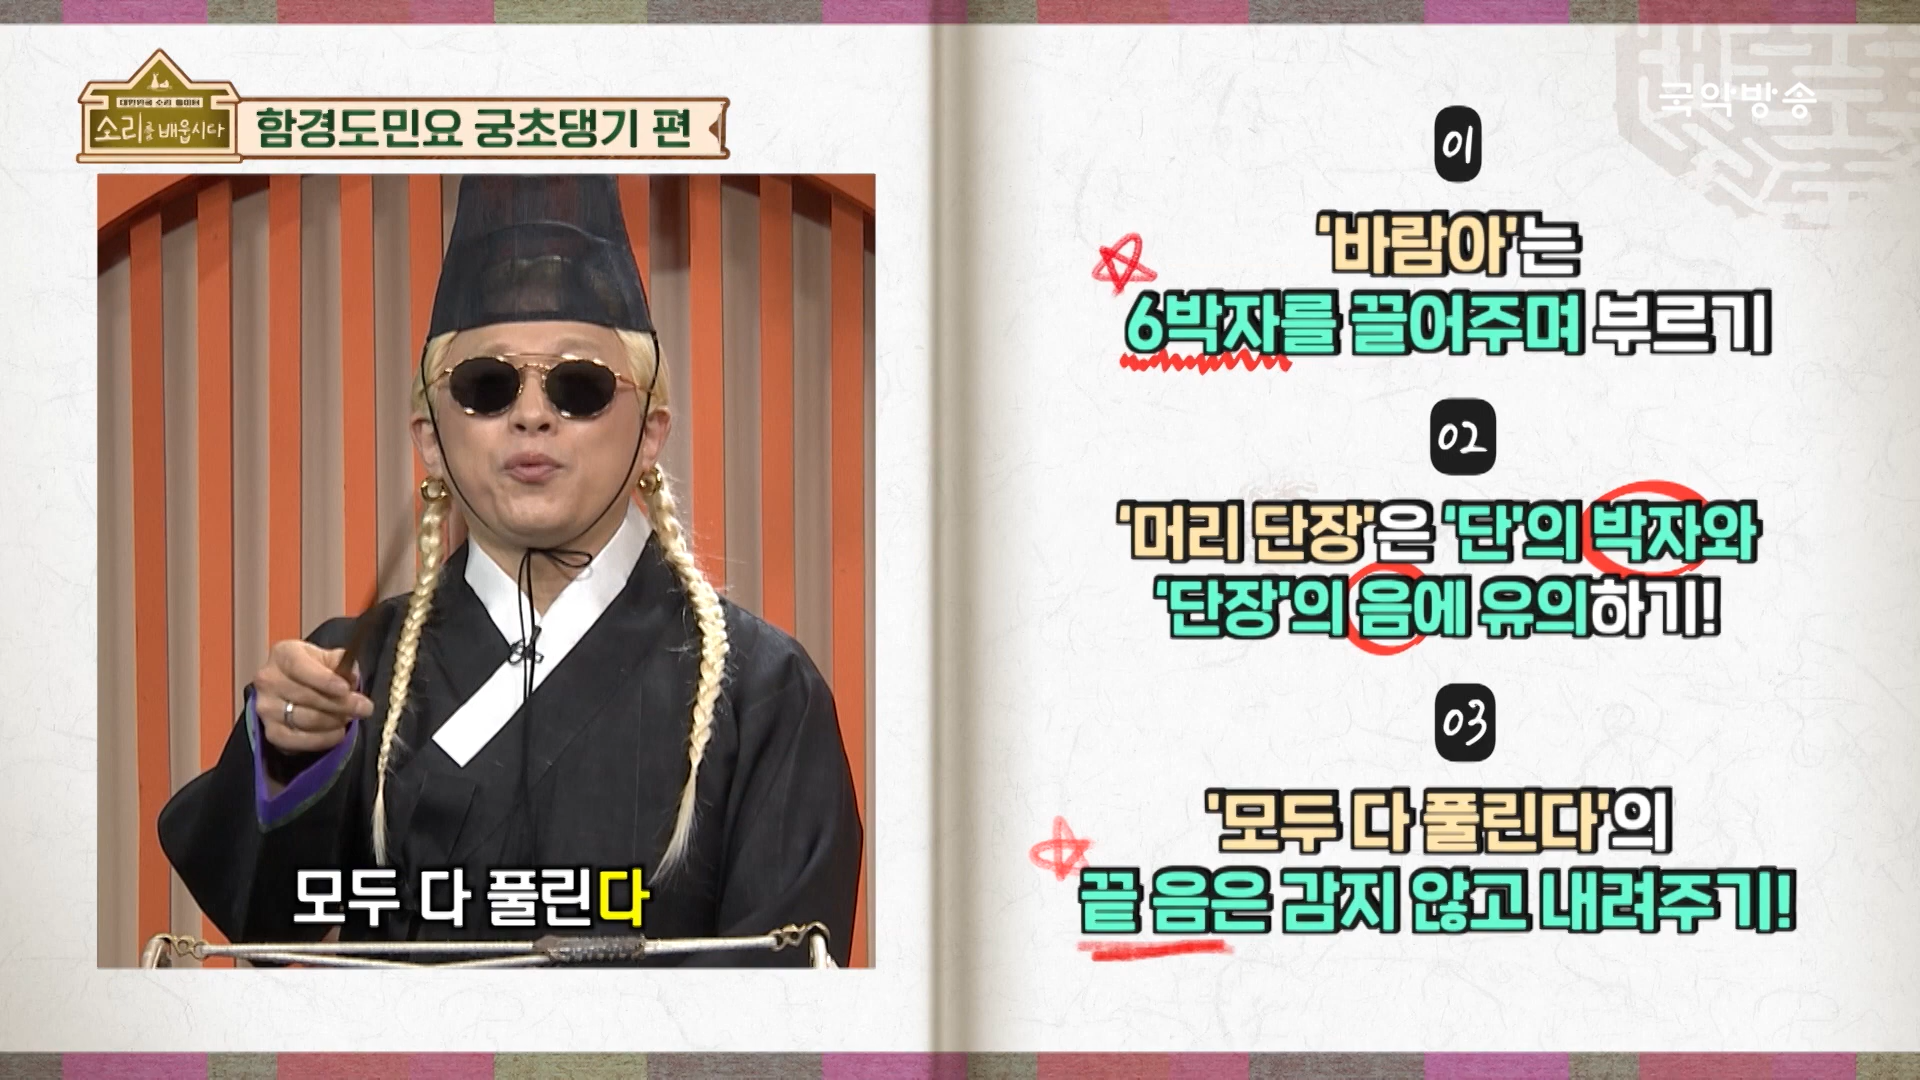 대한민국 소리 놀이터
소리를 배웁시다
함경도민요 궁초댕기 편
모두 다 풀린다
국악방송
01
'바람아'는
6박자를 끌어주며 부르기
02
'머리 단장'은 '단'의 박자와
'단장'의 음에 유의하기!
03
'모두 다 풀린다'의
끝 음은 감지 않고 내려주기!